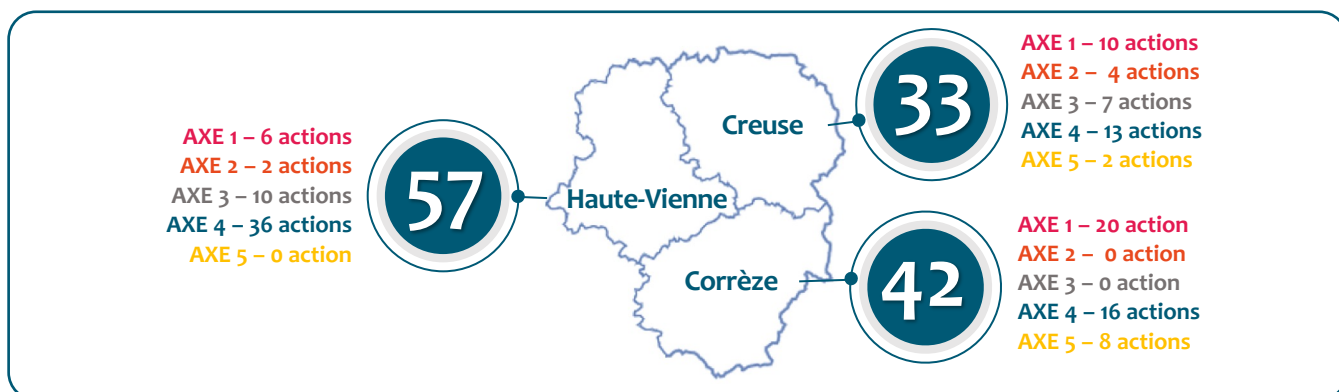 AXE 1 – 6 actions
AXE 2 – 2 actions
AXE 3 – 10 actions
AXE 4 – 36 actions
AXE 5 – 0 action
57
Haute-Vienne
Creuse
33
AXE 1 – 10 actions
AXE 2 – 4 actions
AXE 3 – 7 actions
AXE 4 – 13 actions
AXE 5 – 2 actions
Corrèze
42
AXE 1 – 20 action
AXE 2 – 0 action
AXE 3 – 0 action
AXE 4 – 16 actions
AXE 5 – 8 actions